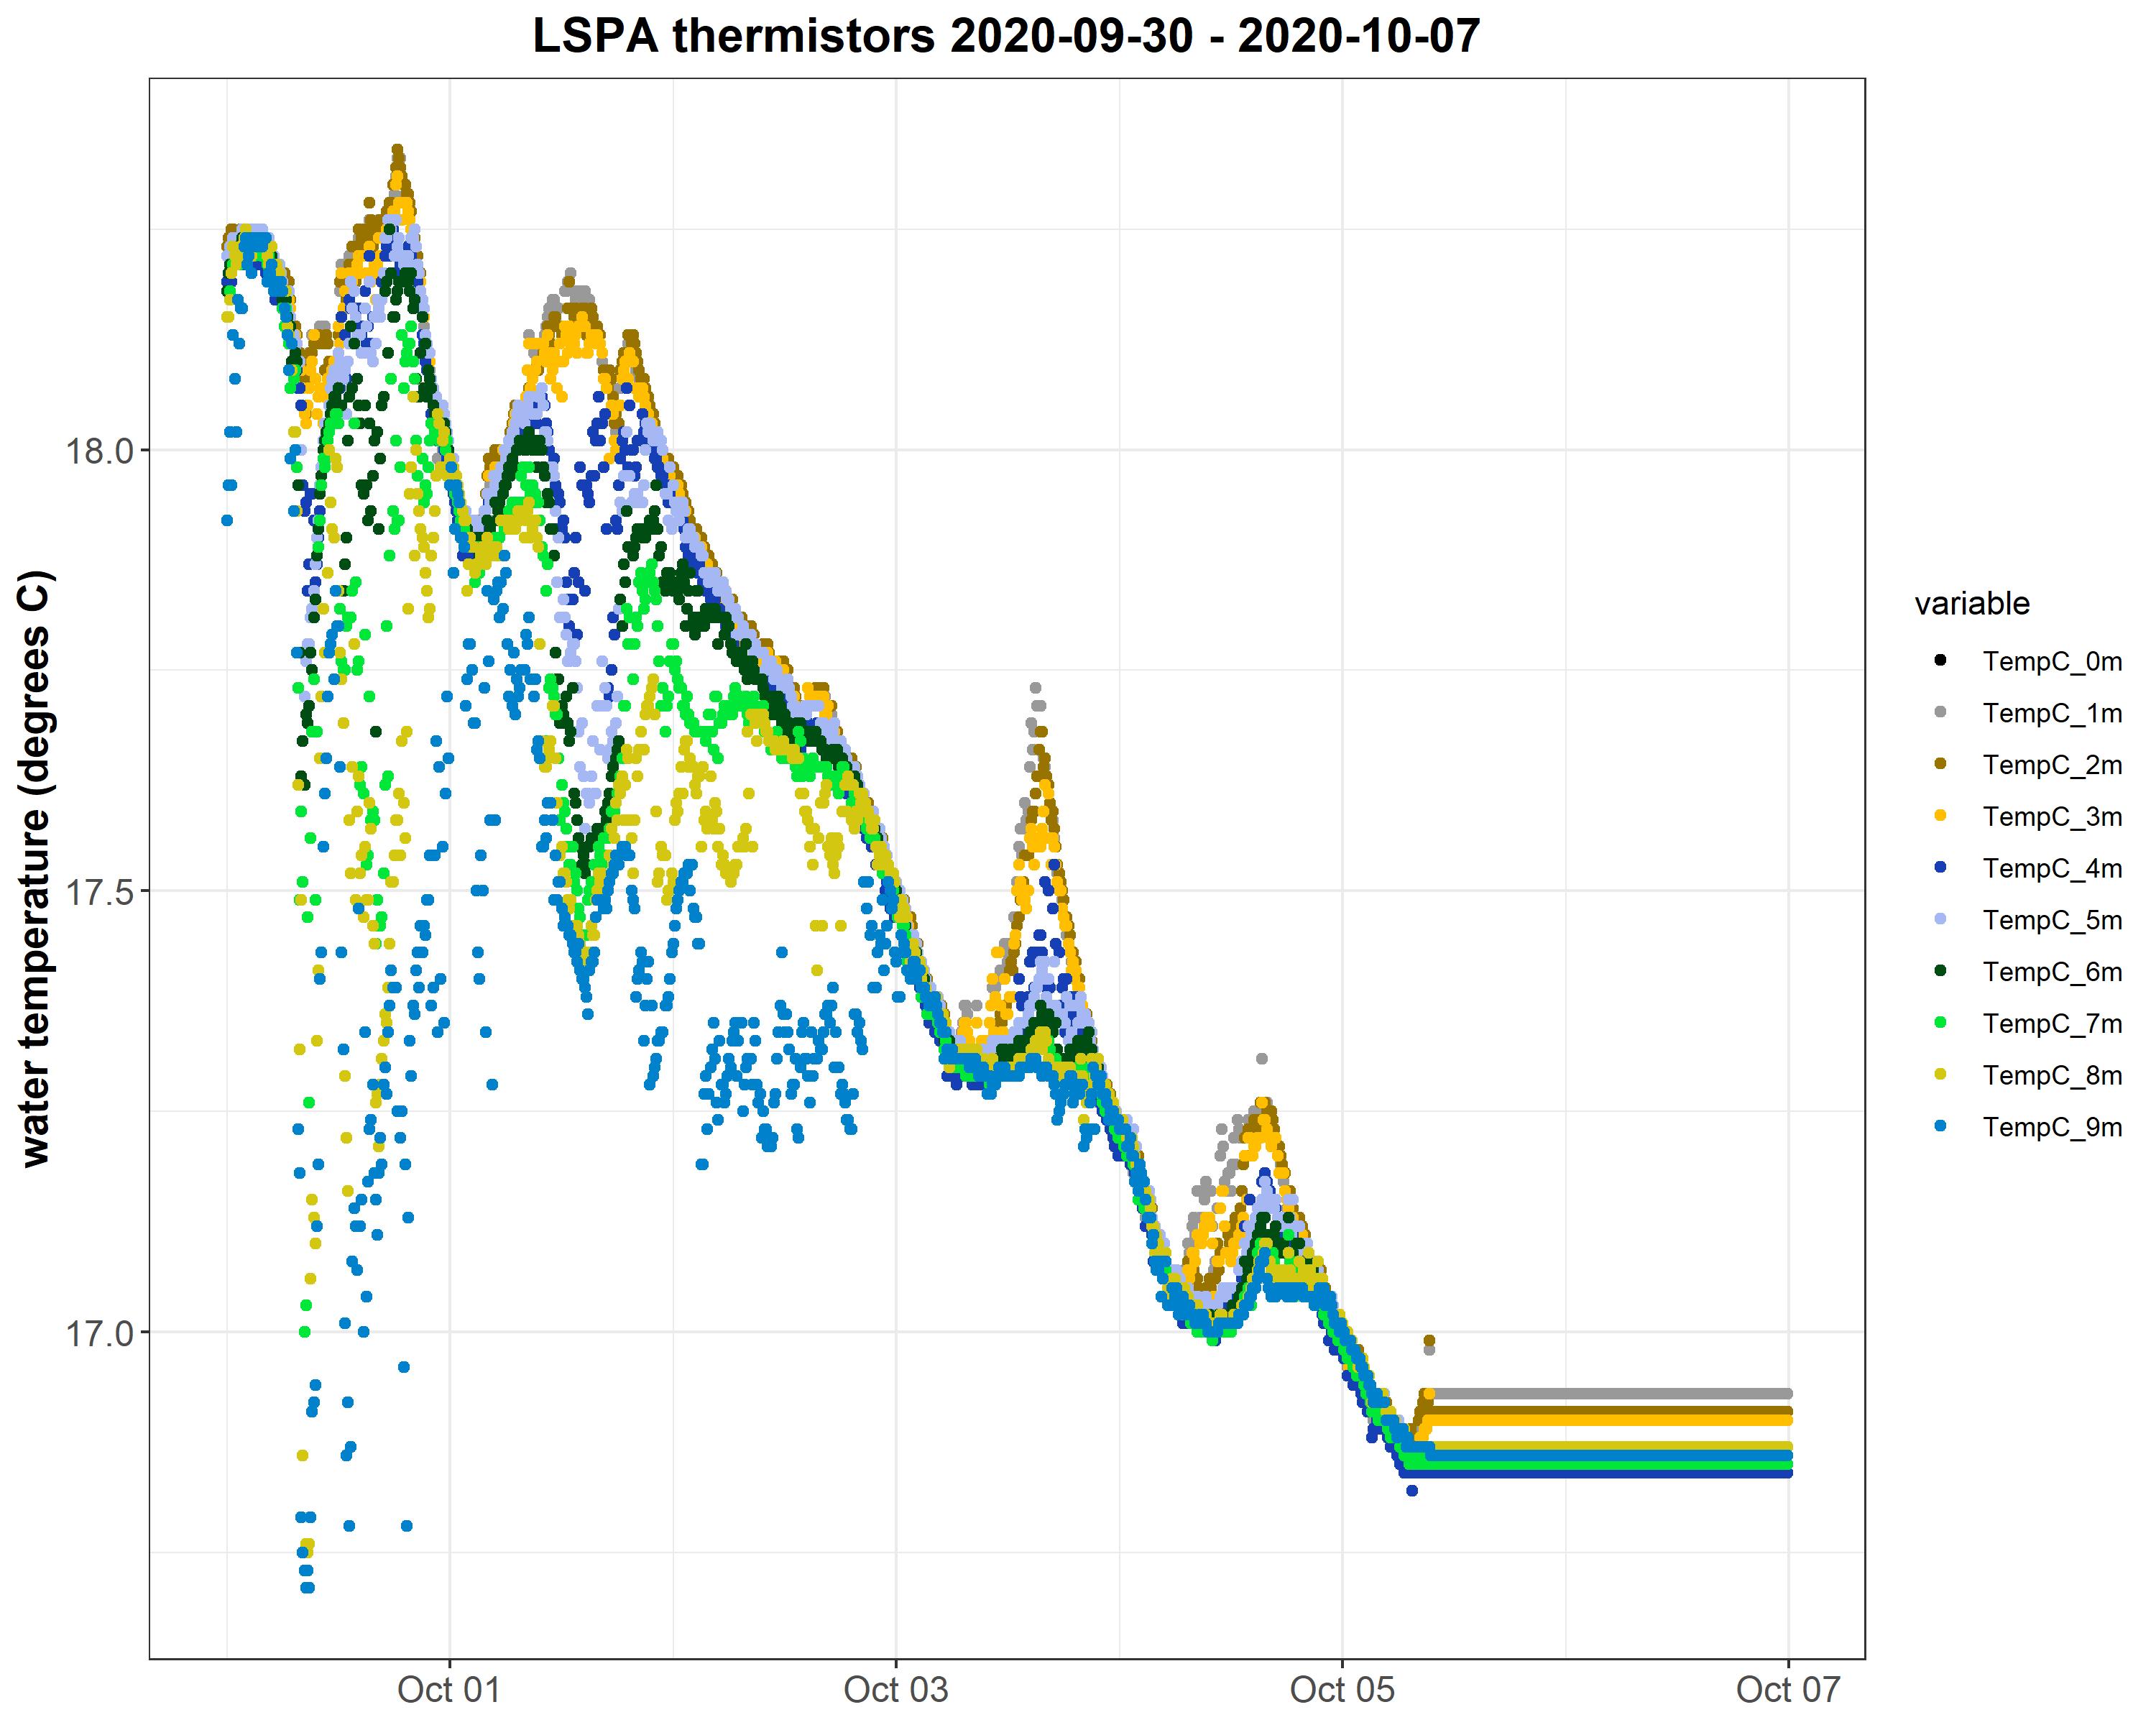 LSPA thermistors 2020-09-30 - 2020-10-07
water temperature (degrees C)
18.0
17.5
17.0
Oct 01
Oct 03
Oct 05
Oct 07
variable
TempC_0m
TempC_1m
TempC_2m
TempC_3m
TempC_4m
TempC_5m
TempC_6m
TempC_7m
TempC_8m
TempC_9m